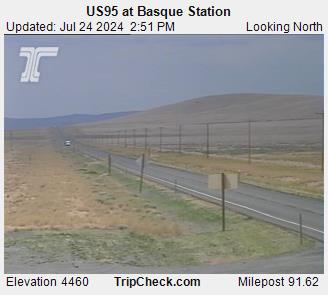 US95 at Basque Station
Updated: Jul 24 2024 2:51 PM Looking North
Elevation 4460 TripCheck.com Milepost 91.62